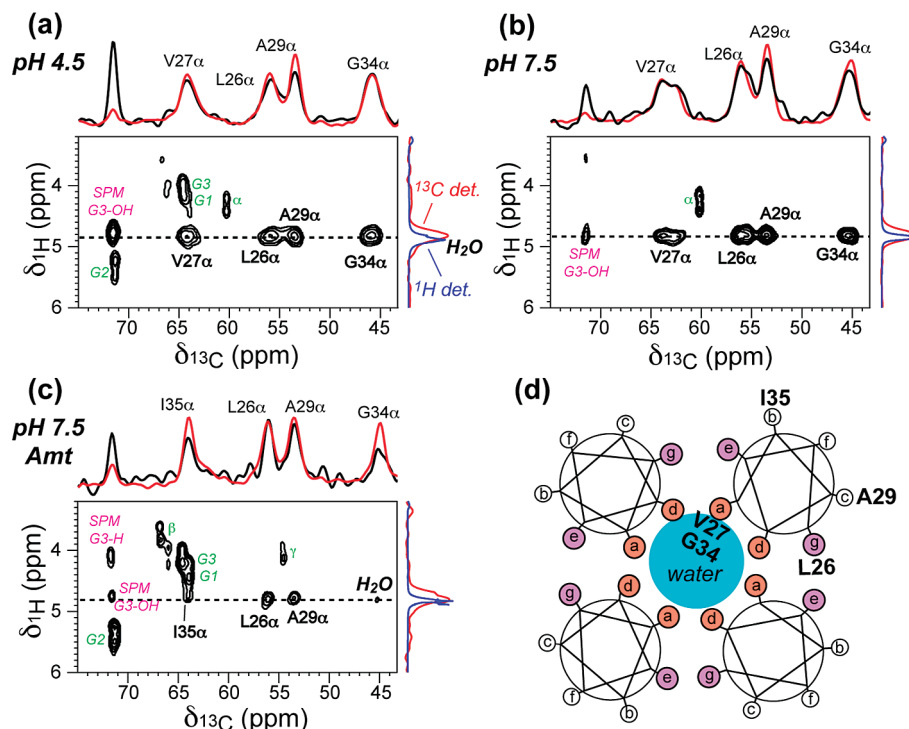 (a)
pH 4.5
V27α
L26α
A29α
G34α
SPM
G3-OH
G3
G1
α
A29α
V27α
L26α
G34α
G2
13C det.
H2O
1H det.
δ1H (ppm)
4
5
6
70 65 60 55 50 45
δ13C (ppm)
(b)
pH 7.5
V27α
L26α
A29α
G34α
α
A29α
SPM
G3-OH
V27α
L26α
G34α
δ1H (ppm)
4
5
6
70 65 60 55 50 45
δ13C (ppm)
(c)
pH 7.5
Amt
I35α
L26α
A29α
G34α
SPM
G3-H
β
G3
G1
γ
SPM
G3-OH
H2O
I35α
L26α
A29α
G2
δ1H (ppm)
4
5
6
70 65 60 55 50 45
δ13C (ppm)
(d)
I35
c b
f g e f
b d a c A29
e a V27 d g
G34 L26
water
g d a e
c a d b
f e g f
b c